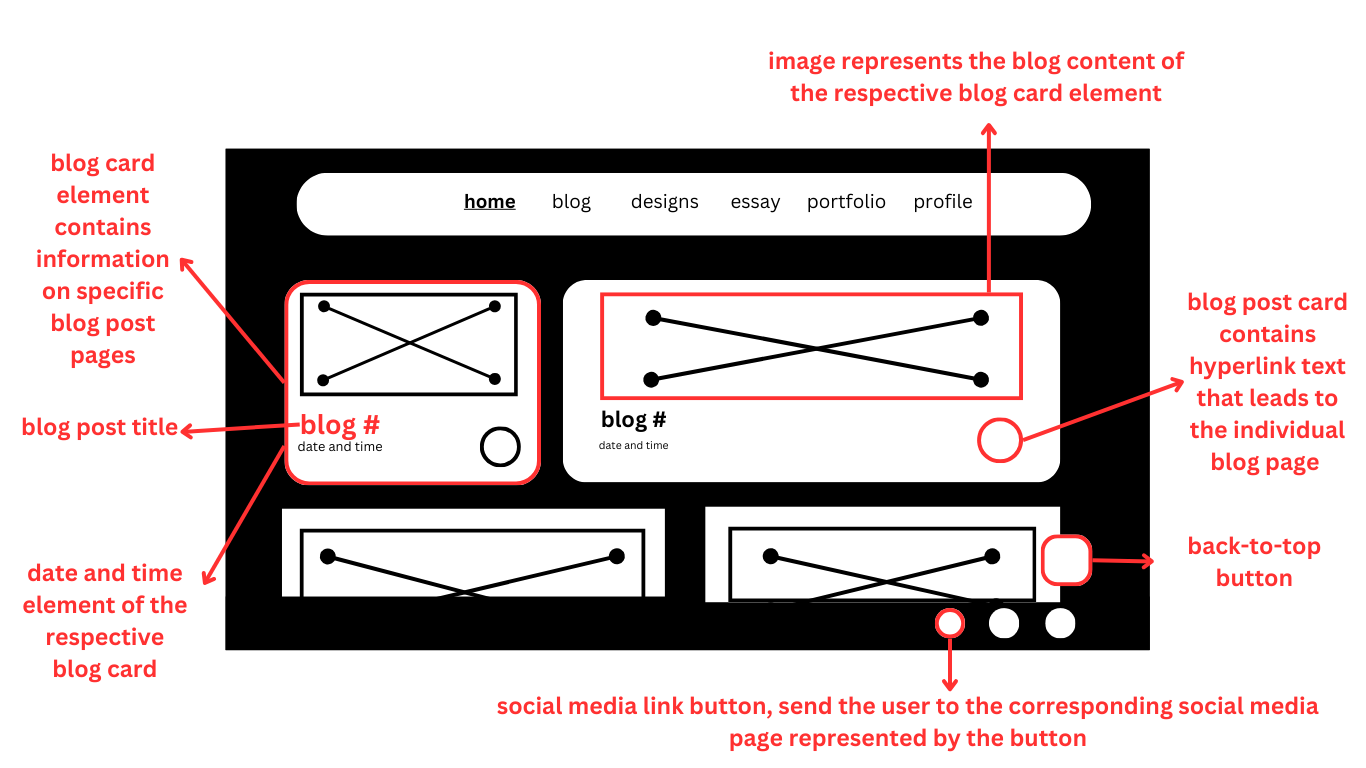 image represents the blog content of
the respective blog card element
blog card
element
contains
information
on specific
blog post
pages
home blog designs essay portfolio profile
blog post card
contains
hyperlink text
that leads to
the individual
blog page
blog post title
blog #
date and time
blog #
date and time
back-to-top
button
date and time
element of the
respective
blog card
social media link button, send the user to the corresponding social media
page represented by the button